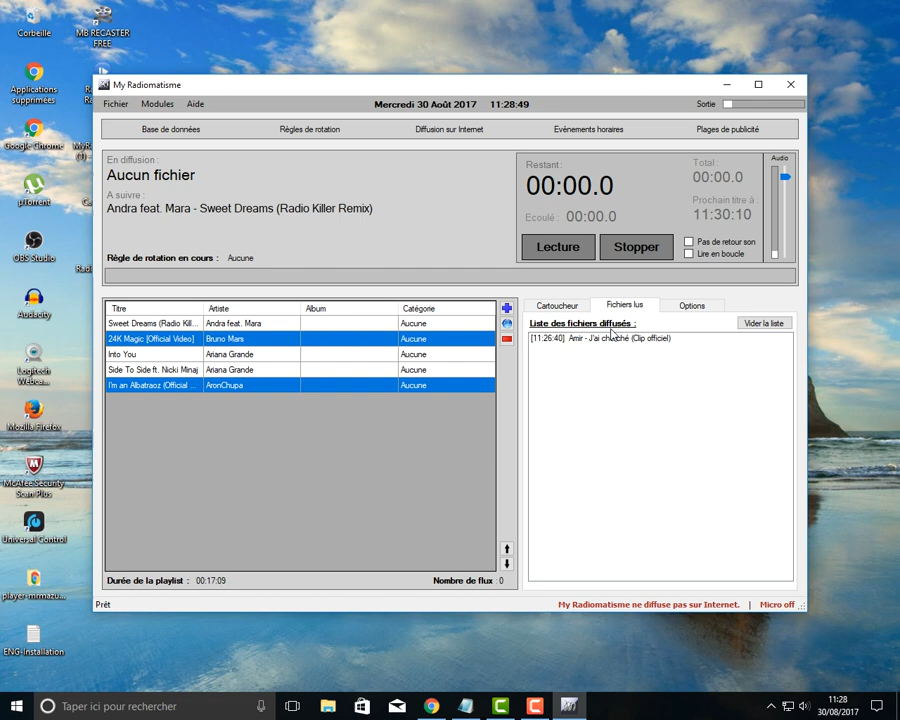 Corbeille
MB RECASTER
FREE
Applications
supprimées
Google Chrome
µTorrent
OBS Studio
Audacity
Logitech
Webca...
Mozilla Firefox
McAfee Security
Scan Plus
Universal Control
player-mrmazu...
ENG-Installation
My Radiomatisme
Fichier Modules Aide Mercredi 30 Août 2017 11:28:49 Sortie
Base de données Règles de rotation Diffusion sur Internet Evènements horaires Plages de publicité
En diffusion :
Aucun fichier
A suivre :
Andra feat. Mara - Sweet Dreams (Radio Killer Remix)
Règle de rotation en cours : Aucune
Restant :
00:00.0
Ecoulé : 00:00.0
Total :
00:00.0
Prochain titre à :
11:30:10
Lecture Stopper
Pas de retour son
Lire en boucle
Audio
Titre Artiste Album Catégorie
Sweet Dreams (Radio Kill... Andra feat. Mara Aucune
24K Magic [Official Video] Bruno Mars Aucune
Into You Ariana Grande Aucune
Side To Side ft. Nicki Minaj Ariana Grande Aucune
I'm an Albatraoz (Official ... AronChupa Aucune
Durée de la playlist : 00:17:09 Nombre de flux : 0
Cartoucheur Fichiers lus Options
Liste des fichiers diffusés : Vider la liste
[11:26:40] Amir - J'ai cherché (Clip officiel)
Prêt My Radiomatisme ne diffuse pas sur Internet. | Micro off
Taper ici pour rechercher
11:28
30/08/2017